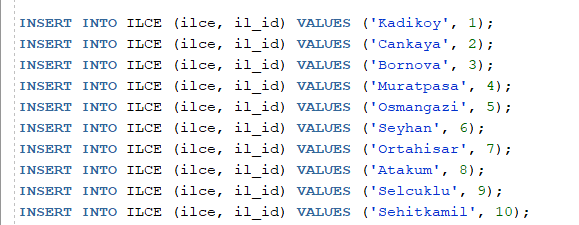 INSERT INTO ILCE (ilce, il_id) VALUES ('Kadikoy', 1);
INSERT INTO ILCE (ilce, il_id) VALUES ('Cankaya', 2);
INSERT INTO ILCE (ilce, il_id) VALUES ('Bornova', 3);
INSERT INTO ILCE (ilce, il_id) VALUES ('Muratpasa', 4);
INSERT INTO ILCE (ilce, il_id) VALUES ('Osmangazi', 5);
INSERT INTO ILCE (ilce, il_id) VALUES ('Seyhan', 6);
INSERT INTO ILCE (ilce, il_id) VALUES ('Ortahisar', 7);
INSERT INTO ILCE (ilce, il_id) VALUES ('Atakum', 8);
INSERT INTO ILCE (ilce, il_id) VALUES ('Selcuklu', 9);
INSERT INTO ILCE (ilce, il_id) VALUES ('Sehitkamil', 10);